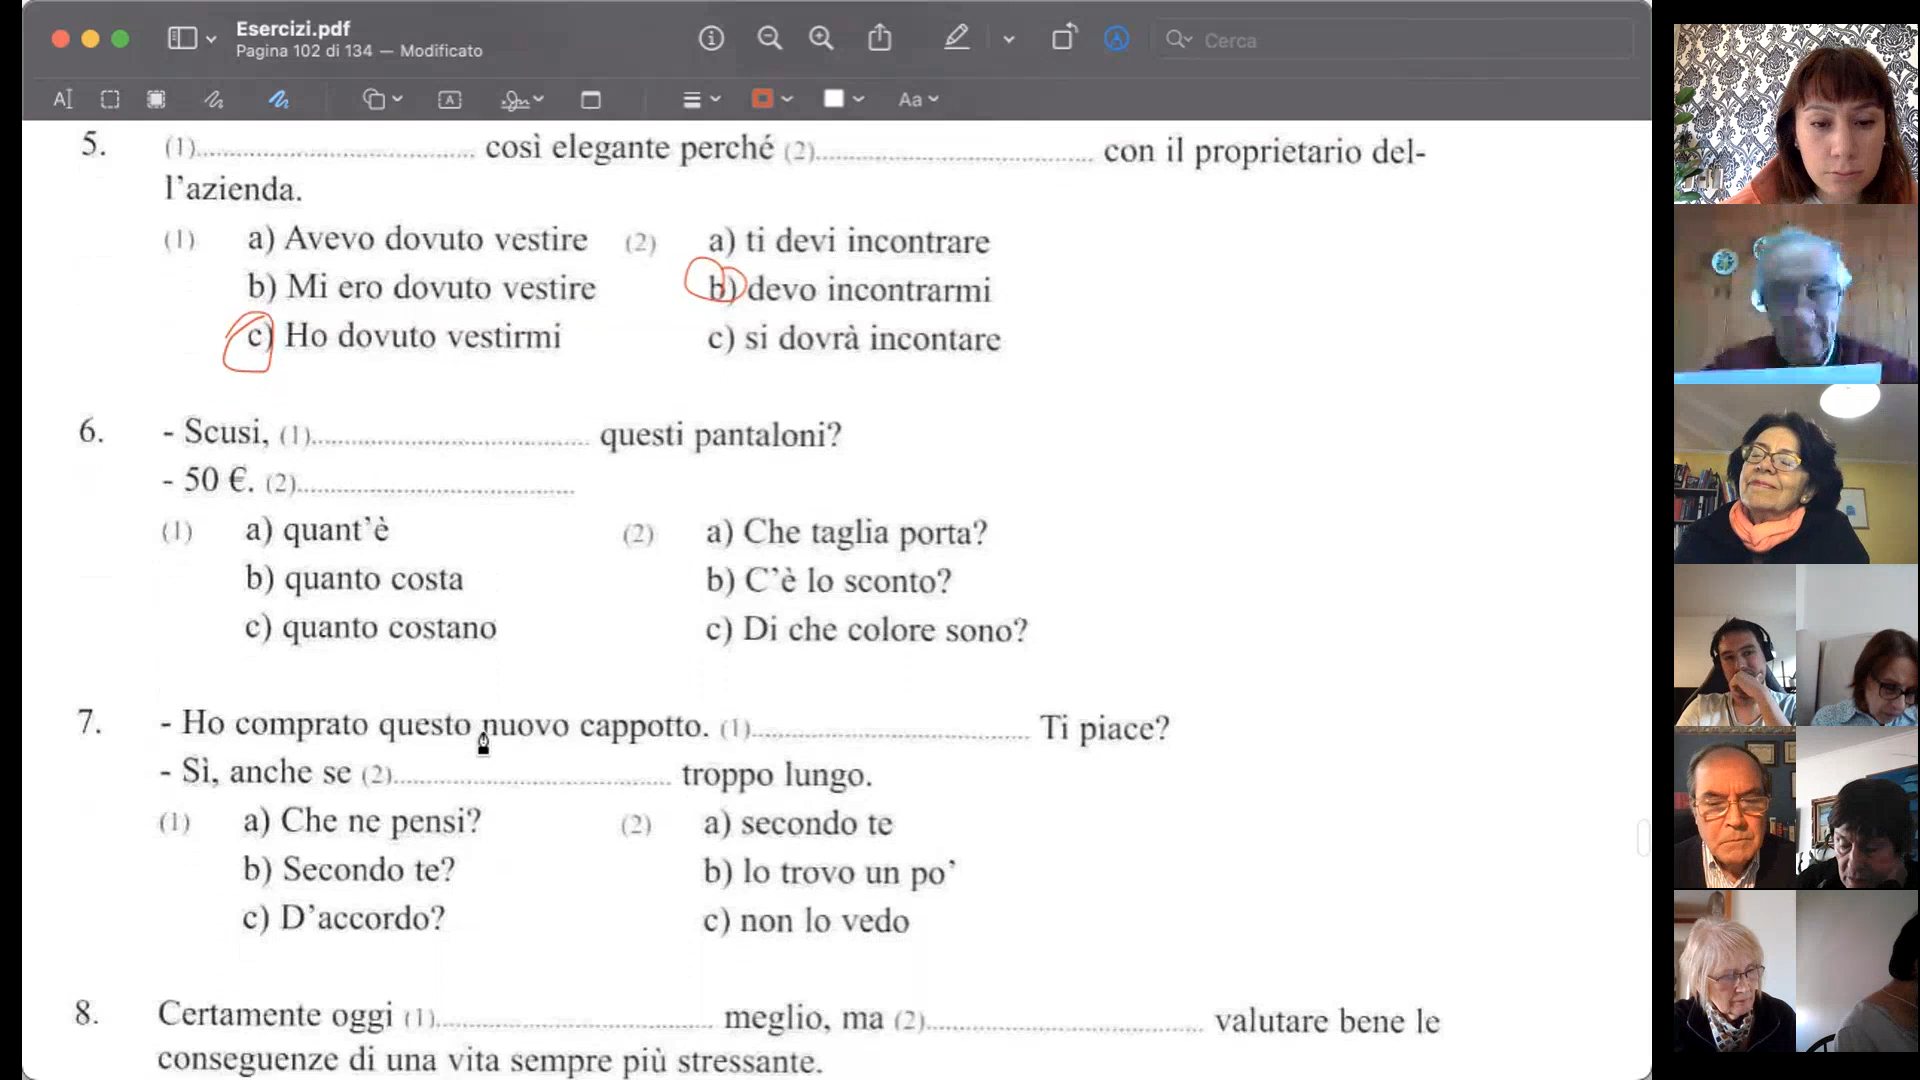 Esercizi.pdf
Pagina 102 di 134 — Modificato
Cerca
A
A
Aa
5. (1)........................................ così elegante perché (2)........................................ con il proprietario del-
l’azienda.
(1) a) Avevo dovuto vestire (2) a) ti devi incontrare
b) Mi ero dovuto vestire b) devo incontrarmi
c) Ho dovuto vestirmi c) si dovrà incontare
6. - Scusi, (1)........................................ questi pantaloni?
- 50 €. (2)........................................
(1) a) quant’è (2) a) Che taglia porta?
b) quanto costa b) C’è lo sconto?
c) quanto costano c) Di che colore sono?
7. - Ho comprato questo nuovo cappotto. (1)........................................ Ti piace?
- Sì, anche se (2)........................................ troppo lungo.
(1) a) Che ne pensi? (2) a) secondo te
b) Secondo te? b) lo trovo un po’
c) D’accordo? c) non lo vedo
8. Certamente oggi (1)........................................ meglio, ma (2)........................................ valutare bene le
conseguenze di una vita sempre più stressante.